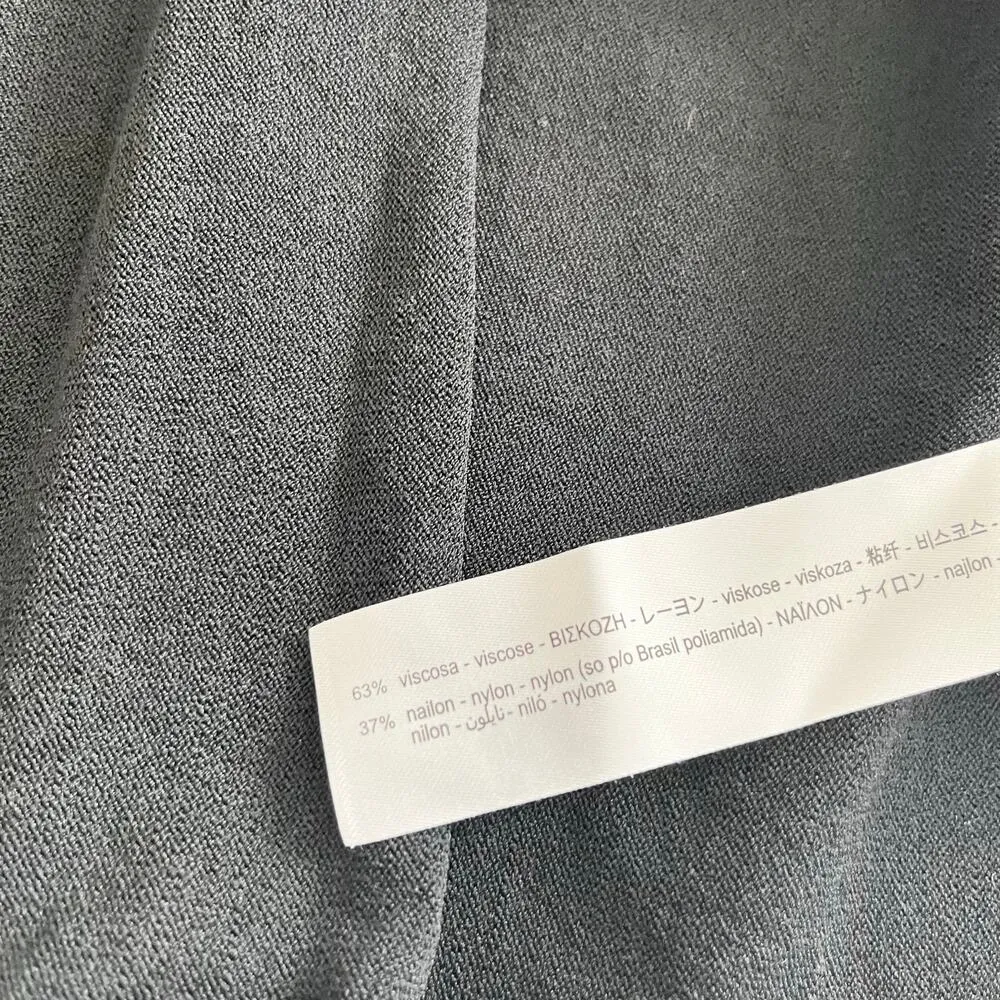 63% viscosa - viscose - ΒΙΣΚΟΖΗ - レーヨン - viskose - viskoza - 粘纤 - 비스코스 -
37% nailon - nylon - nylon (so p/o Brasil poliamida) - ΝΑΪΛΟΝ - ナイロン - najlon -
nilon - نايلون - niló - nylona